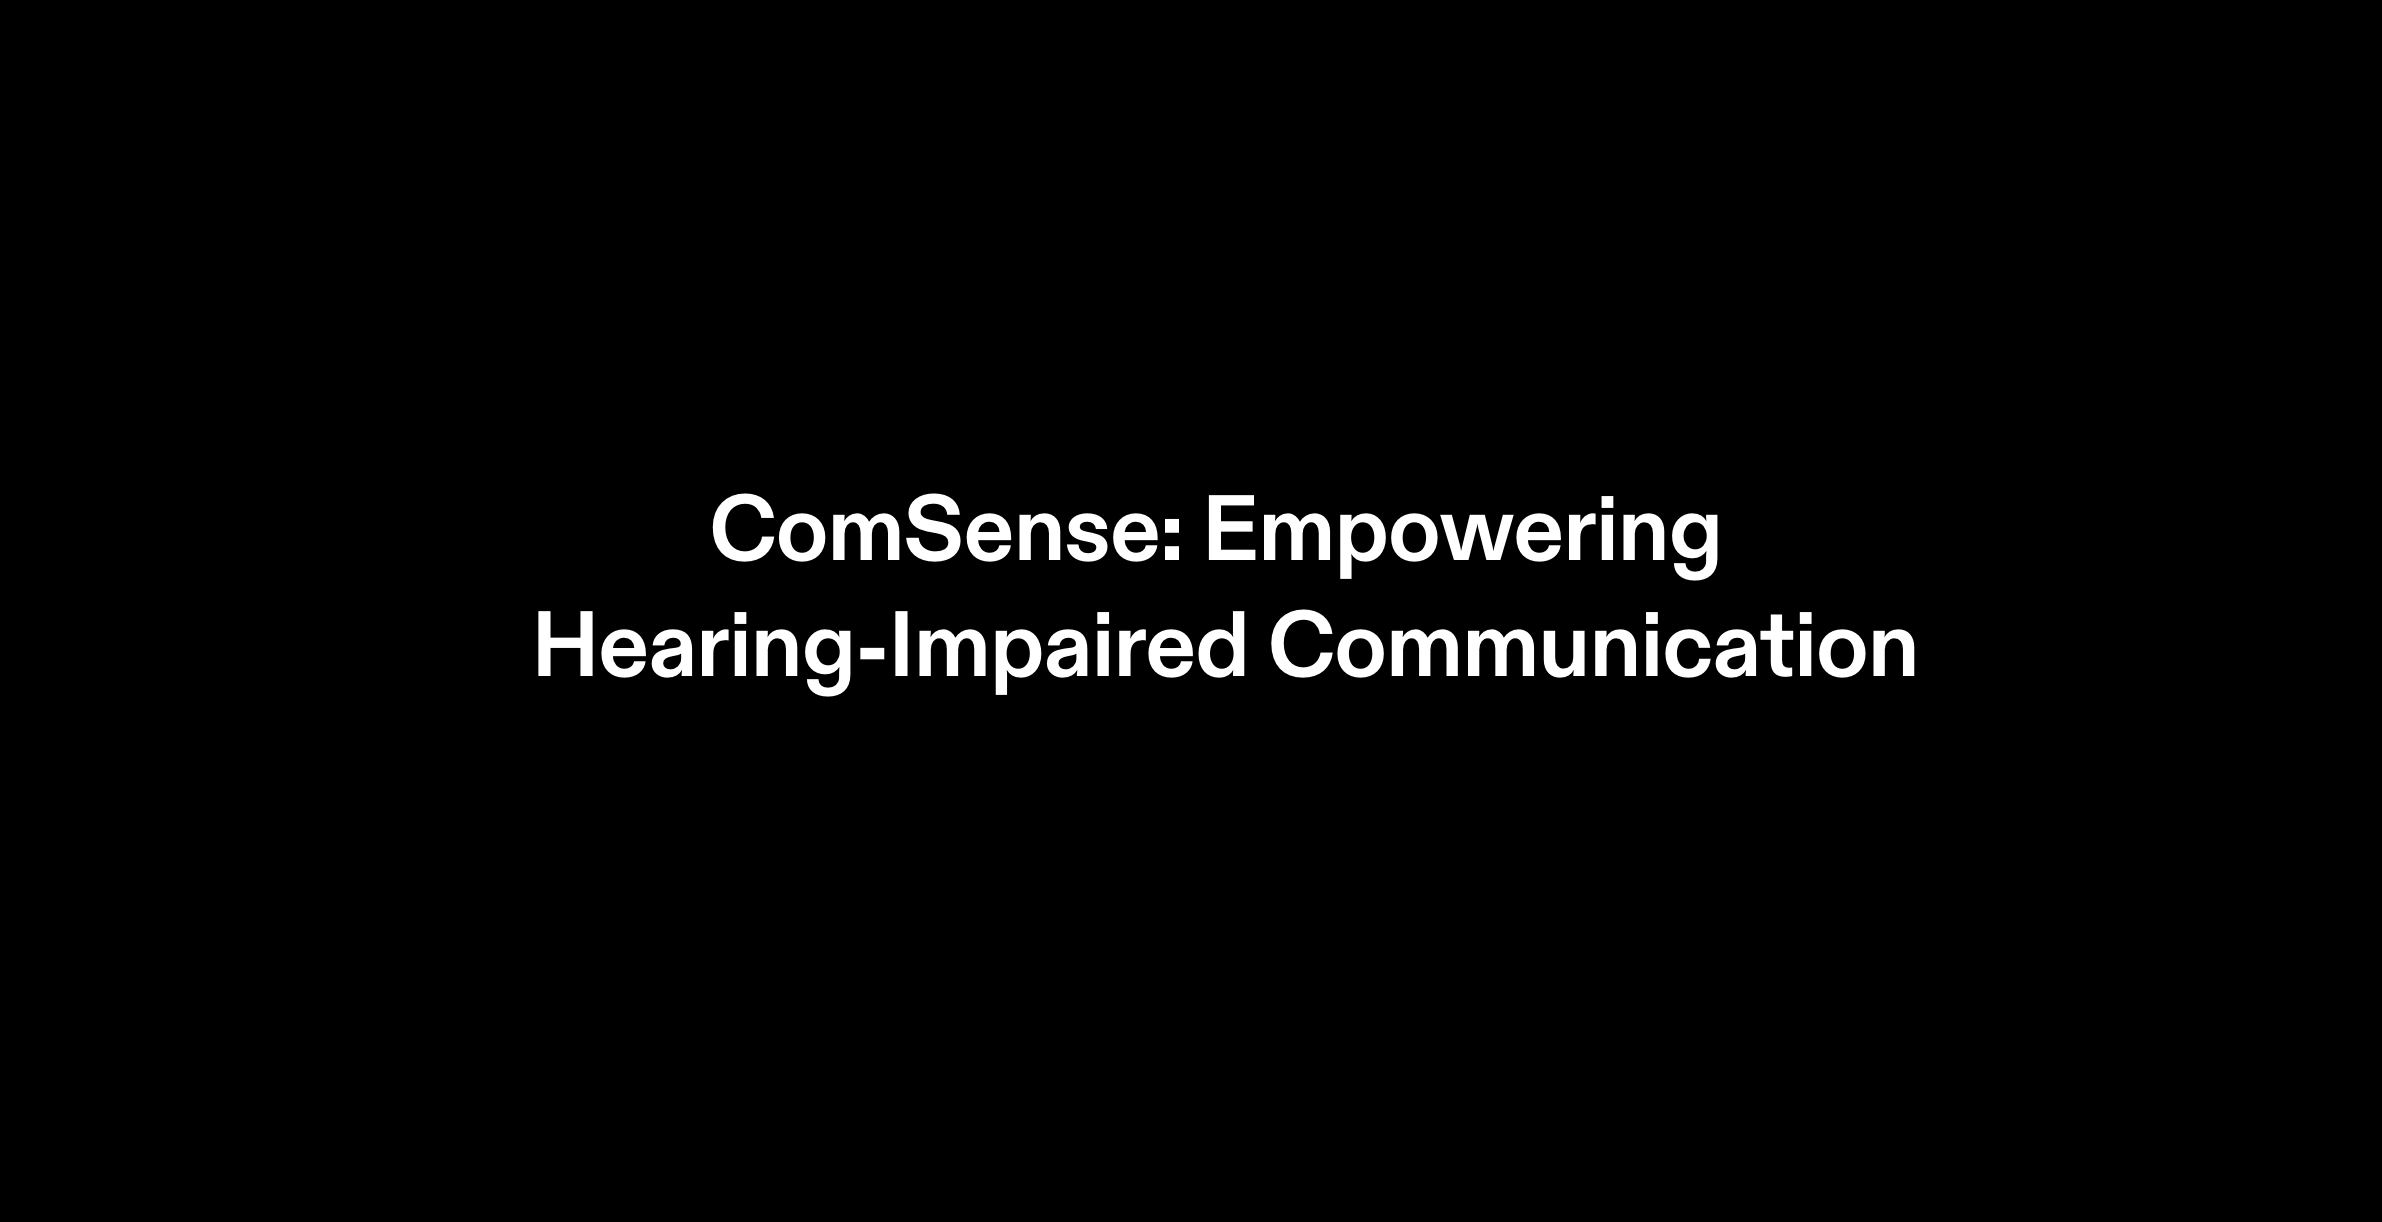 ComSense: Empowering
Hearing-Impaired Communication